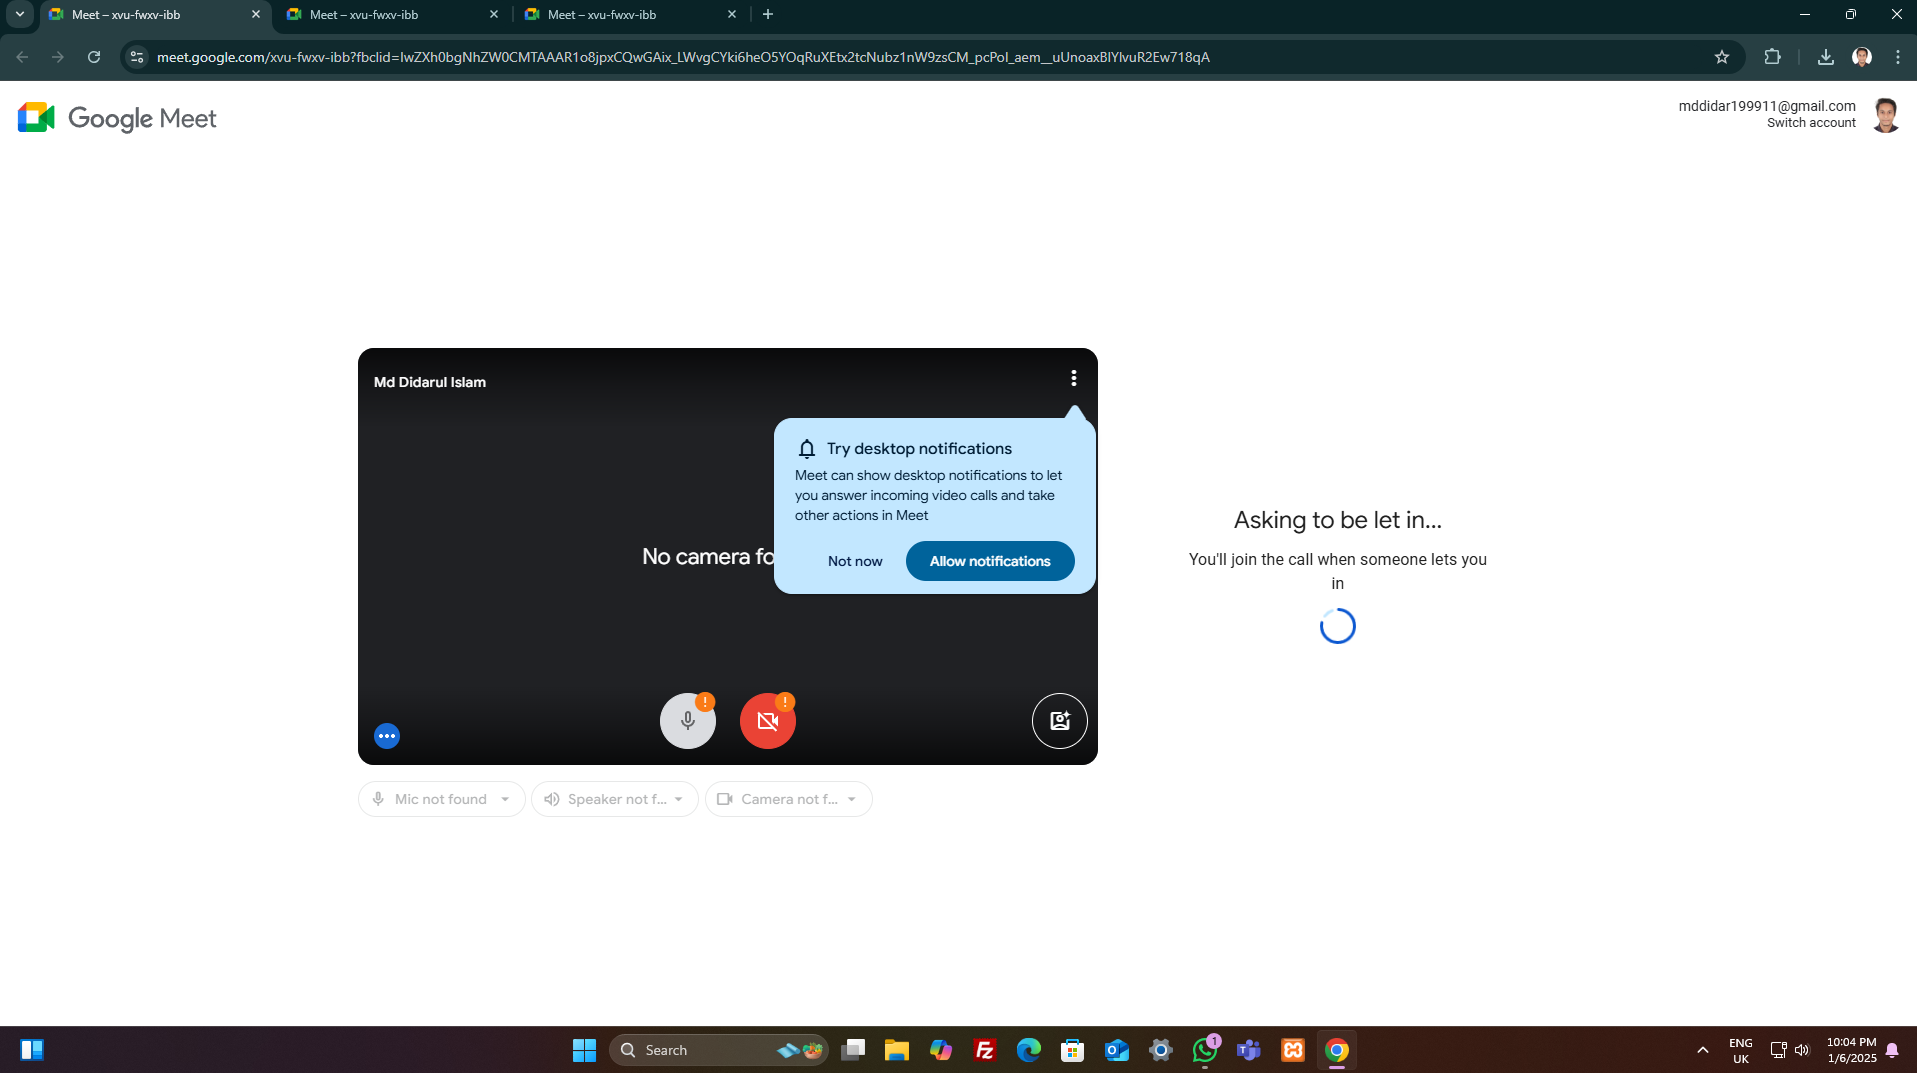 Meet – xvu-fwxv-ibb
Meet – xvu-fwxv-ibb
Meet – xvu-fwxv-ibb
meet.google.com/xvu-fwxv-ibb?fbclid=IwZXh0bgNhZW0CMTAAAR1o8jpxCQwGAix_LWvgCYki6heO5YOqRuXEtx2tcNubz1nW9zsCM_pcPoI_aem__uUnoaxBIYlvuR2Ew718qA
Google Meet
mddidar199911@gmail.com
Switch account
Md Didarul Islam
Try desktop notifications
Meet can show desktop notifications to let
you answer incoming video calls and take
other actions in Meet
Not now
Allow notifications
No camera fo
Asking to be let in...
You'll join the call when someone lets you
in
Mic not found
Speaker not f...
Camera not f...
Search
1
ENG
UK
10:04 PM
1/6/2025